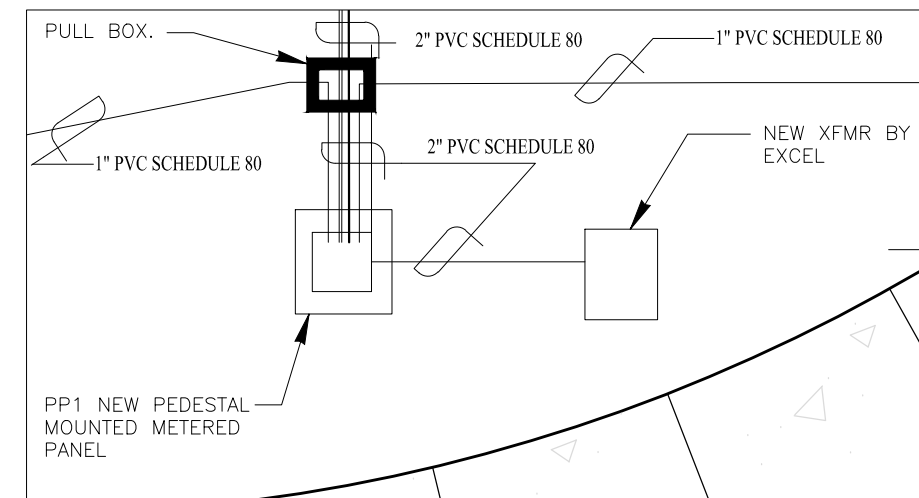 PULL BOX.
2" PVC SCHEDULE 80
1" PVC SCHEDULE 80
NEW XFMR BY
EXCEL
2" PVC SCHEDULE 80
1" PVC SCHEDULE 80
PP1 NEW PEDESTAL
MOUNTED METERED
PANEL